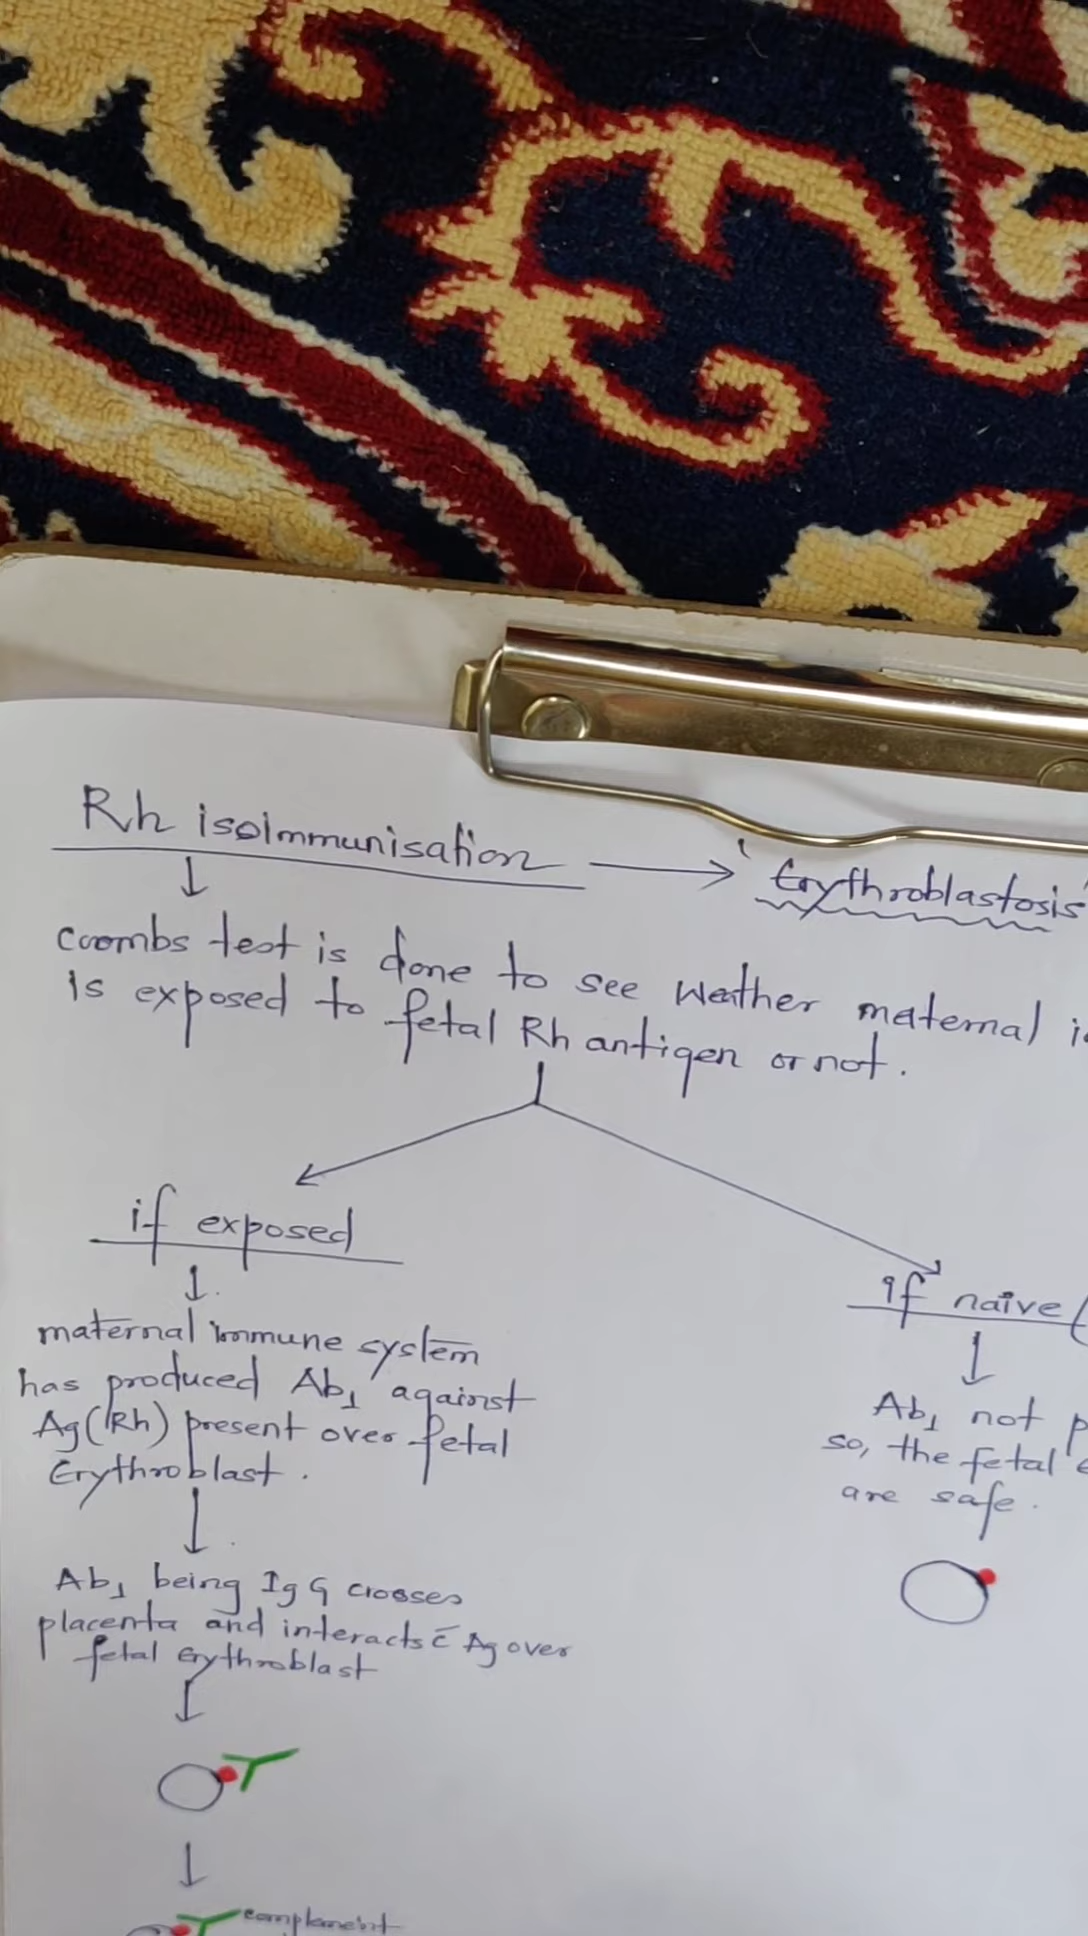 Rh isoimmunisation → 'Erythroblastosis'
↓
coombs test is done to see weather maternal
is exposed to fetal Rh antigen or not.
if exposed
↓
maternal immune system
has produced Ab₁ against
Ag(Rh) present over fetal
Erythroblast.
↓
Ab₁ being IgG crosses
placenta and interacts c̄ Ag over
fetal erythroblast
↓
↓
complement
if naive (
↓
Ab₁ not
so, the fetal
are safe.